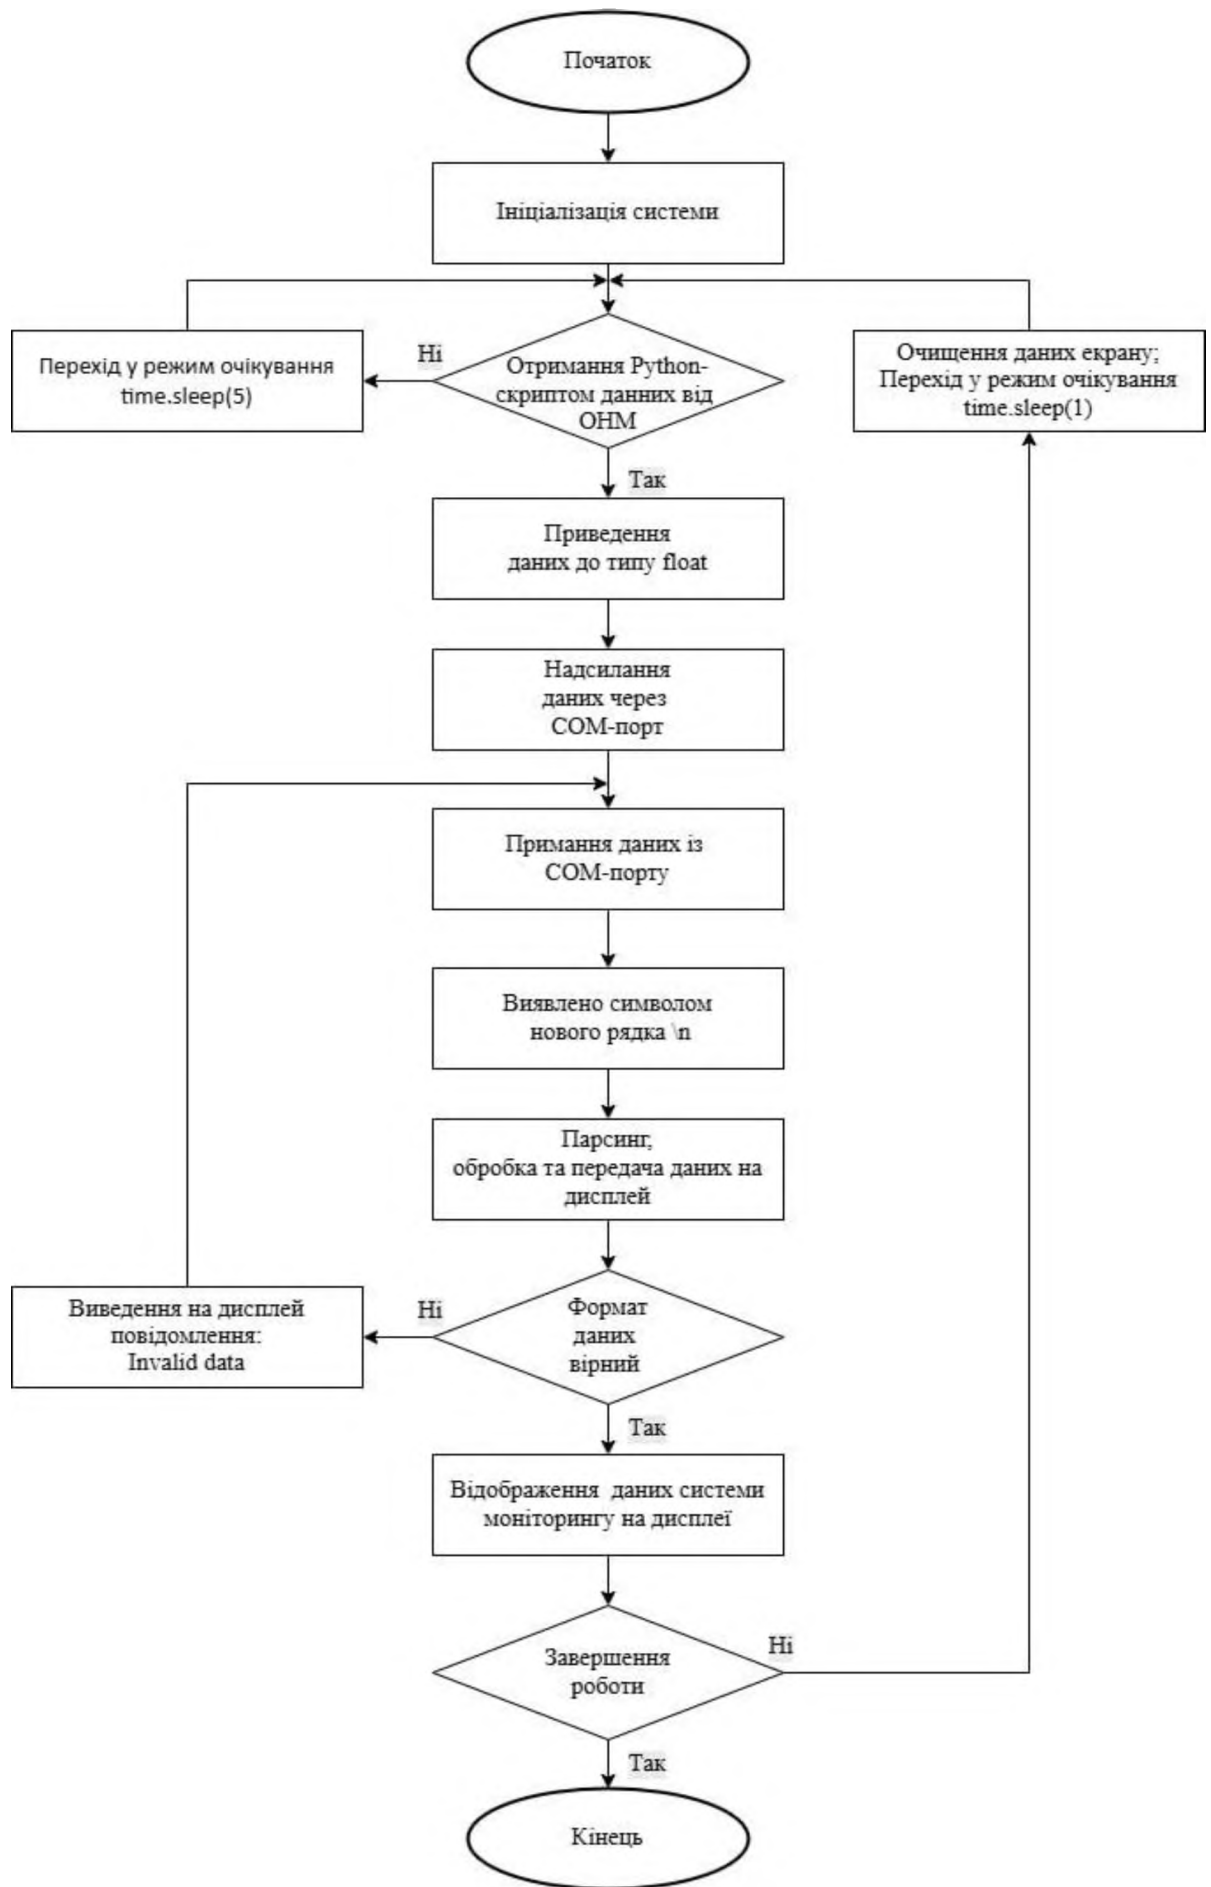 Початок
Ініціалізація системи
Ні
Перехід у режим очікування
time.sleep(5)
Отримання Python-
скриптом данних від
ОНМ
Очищення даних екрану;
Перехід у режим очікування
time.sleep(1)
Так
Приведення
даних до типу float
Надсилання
даних через
COM-порт
Примання даних із
COM-порту
Виявлено символом
нового рядка \n
Парсинг,
обробка та передача даних на
дисплей
Виведення на дисплей
повідомлення:
Invalid data
Ні
Формат
даних
вірний
Так
Відображення даних системи
моніторингу на дисплеї
Завершення
роботи
Ні
Так
Кінець